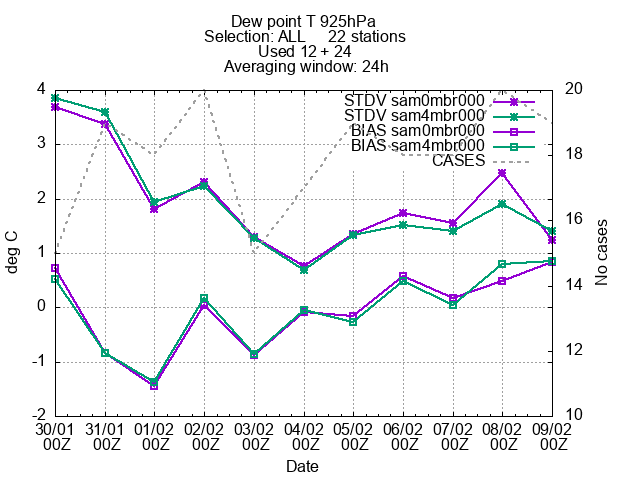 Dew point T 925hPa
Selection: ALL 22 stations
Used 12 + 24
Averaging window: 24h
STDV sam0mbr000
STDV sam4mbr000
BIAS sam0mbr000
BIAS sam4mbr000
CASES
deg C
4
3
2
1
0
-1
-2
No cases
20
18
16
14
12
10
30/01 31/01 01/02 02/02 03/02 04/02 05/02 06/02 07/02 08/02 09/02
00Z 00Z 00Z 00Z 00Z 00Z 00Z 00Z 00Z 00Z 00Z
Date